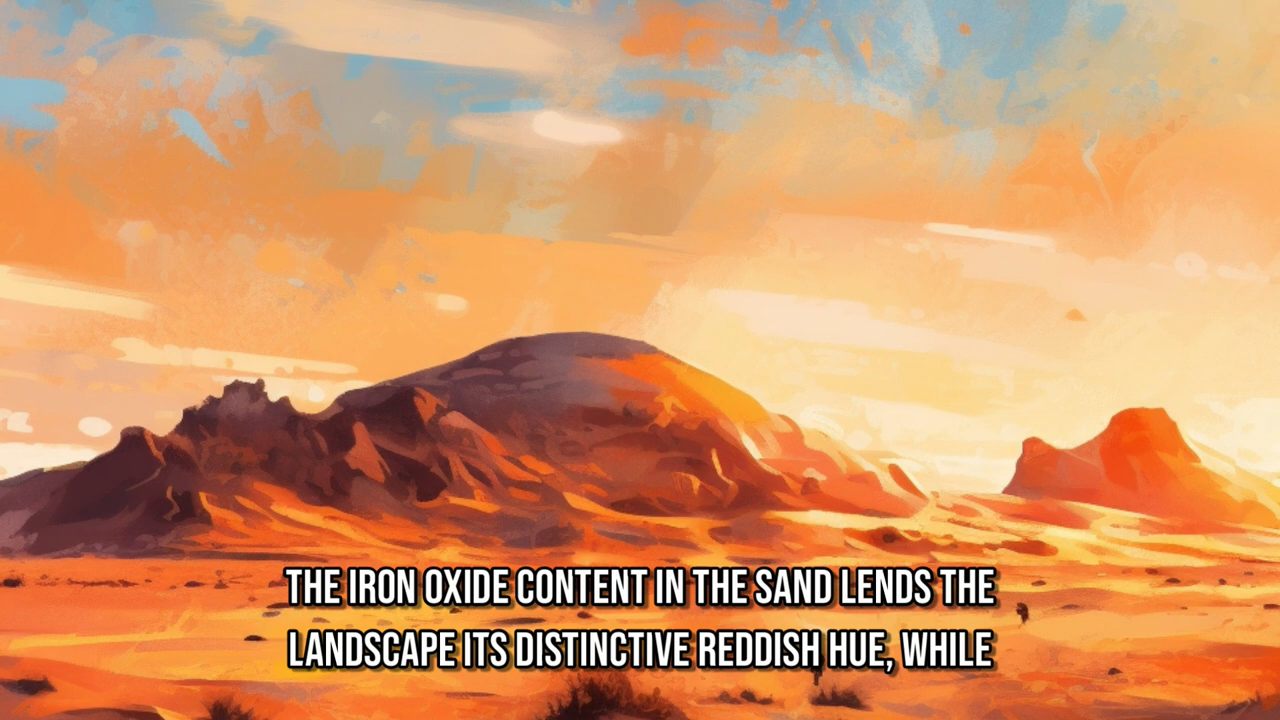 THE IRON OXIDE CONTENT IN THE SAND LENDS THE
LANDSCAPE ITS DISTINCTIVE REDDISH HUE, WHILE